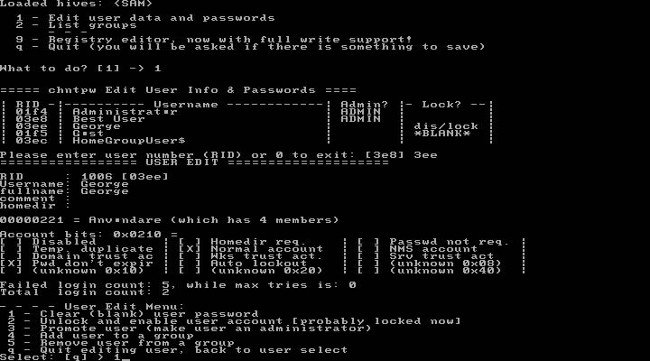 Loaded hives: <SAM>
1 - Edit user data and passwords
2 - List groups
- - -
9 - Registry editor, now with full write support!
q - Quit (you will be asked if there is something to save)
What to do? [1] -> 1
===== chntpw Edit User Info & Passwords ====
| RID -|---------- Username ------------| Admin? |- Lock? --|
| 01f4 | Administrat■r | ADMIN | |
| 03e8 | Best User | ADMIN | |
| 03ee | George | | dis/lock |
| 01f5 | G■st | | *BLANK* |
| 03ec | HomeGroupUser$ | | |
Please enter user number (RID) or 0 to exit: [3e8] 3ee
================= USER EDIT ====================
RID : 1006 [03ee]
Username: George
fullname: George
comment :
homedir :
00000221 = Anv■ndare (which has 4 members)
Account bits: 0x0210 =
[ ] Disabled | [ ] Homedir req. | [ ] Passwd not req. |
[ ] Temp. duplicate | [X] Normal account | [ ] NMS account |
[ ] Domain trust ac | [ ] Wks trust act. | [ ] Srv trust act |
[X] Pwd don't expir | [ ] Auto lockout | [ ] (unknown 0x08) |
[ ] (unknown 0x10) | [ ] (unknown 0x20) | [ ] (unknown 0x40) |
Failed login count: 5, while max tries is: 0
Total login count: 2
- - - - User Edit Menu:
1 - Clear (blank) user password
2 - Unlock and enable user account [probably locked now]
3 - Promote user (make user an administrator)
4 - Add user to a group
5 - Remove user from a group
q - Quit editing user, back to user select
Select: [q] > 1